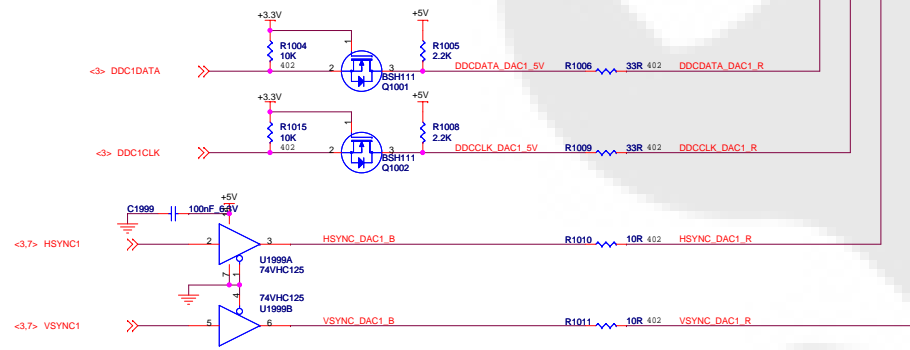 +3.3V
+5V
1
R1004
10K
402
R1005
2.2K
<3> DDC1DATA
2
3
BSH111
Q1001
DDCDATA_DAC1_5V
R1006
33R 402
DDCDATA_DAC1_R
+3.3V
+5V
1
R1015
10K
402
R1008
2.2K
<3> DDC1CLK
2
3
BSH111
Q1002
DDCCLK_DAC1_5V
R1009
33R 402
DDCCLK_DAC1_R
+5V
C1999
100nF_6.3V
<3,7> HSYNC1
2
3
HSYNC_DAC1_B
R1010
10R 402
HSYNC_DAC1_R
U1999A
74VHC125
7
1
4
74VHC125
U1999B
<3,7> VSYNC1
5
6
VSYNC_DAC1_B
R1011
10R 402
VSYNC_DAC1_R